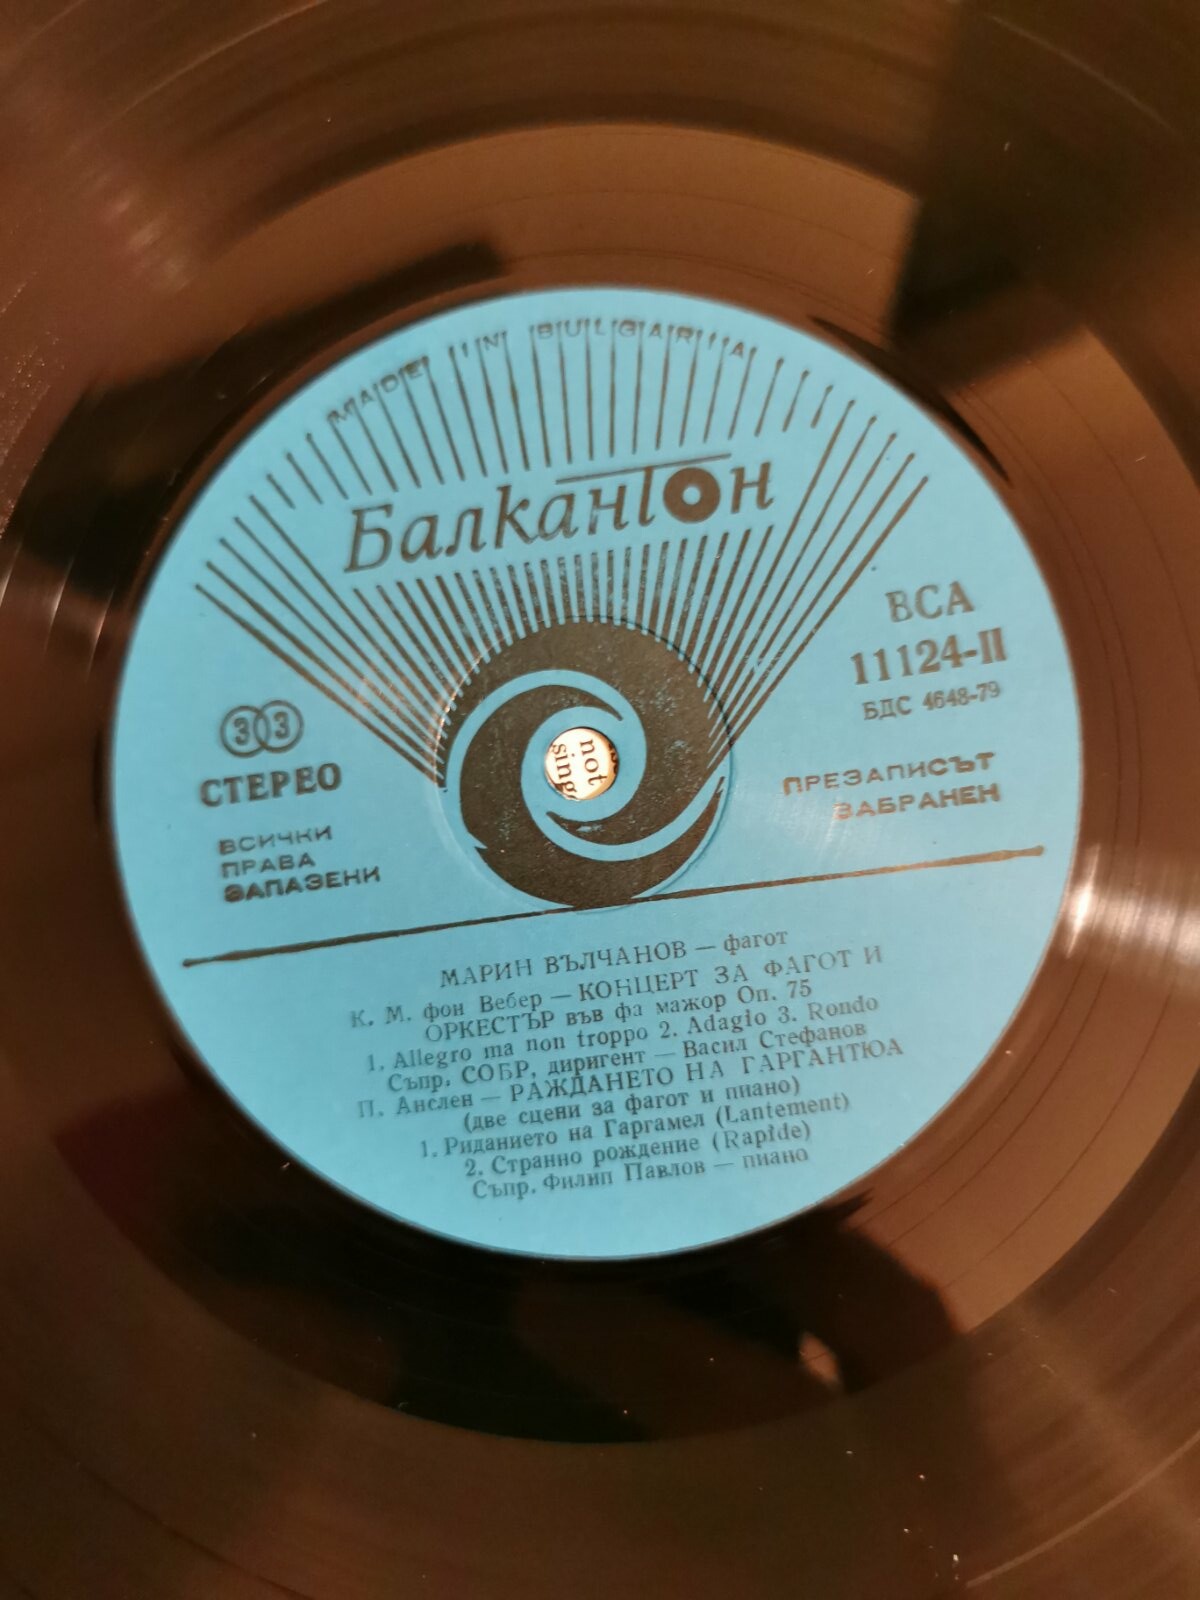 MADE IN BULGARIA
Балкантон
ВСА
11124-II
БДС 4648-79
33
СТЕРЕО
ПРЕЗАПИСЪТ
ЗАБРАНЕН
ВСИЧКИ
ПРАВА
ЗАПАЗЕНИ
not
sing
МАРИН ВЪЛЧАНОВ — фагот
К. М. фон Вебер — КОНЦЕРТ ЗА ФАГОТ И
ОРКЕСТЪР във фа мажор Оп. 75
1. Allegro ma non troppo 2. Adagio 3. Rondo
Съпр. СОБР, диригент — Васил Стефанов
П. Анслен — РАЖДАНЕТО НА ГАРГАНТЮА
(две сцени за фагот и пиано)
1. Риданието на Гаргамел (Lantement)
2. Странно рождение (Rapide)
Съпр. Филип Павлов — пиано